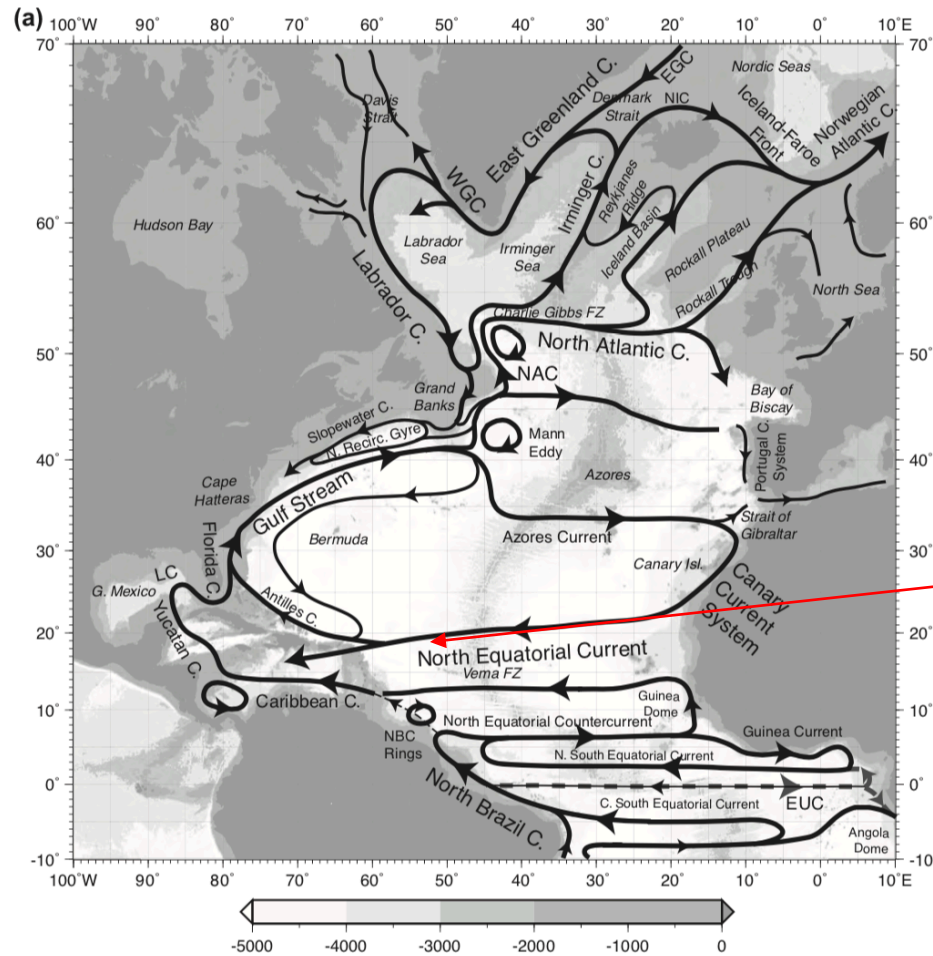 (a)
100°W 90° 80° 70° 60° 50° 40° 30° 20° 10° 0° 10°E
70°
60°
50°
40°
30°
20°
10°
0°
-10°
70°
60°
50°
40°
30°
20°
10°
0°
-10°E
Nordic Seas
EGC
East Greenland C.
Denmark
Strait
NIC
Iceland-Faroe
Front
Norwegian
Atlantic C.
Davis
Strait
WGC
Irminger C.
Reykjanes
Ridge
Iceland Basin
Hudson Bay
Labrador
Sea
Irminger
Sea
Rockall Plateau
Rockall Trough
North Sea
Labrador C.
Charlie Gibbs FZ
North Atlantic C.
NAC
Grand
Banks
Bay of
Biscay
Slopewater C.
N. Recirc. Gyre
Mann
Eddy
Portugal C.
System
Azores
Cape
Hatteras
Gulf Stream
Strait of
Gibraltar
Florida C.
Bermuda
Azores Current
Canary Isl.
Canary
Current
System
LC
G. Mexico
Antilles C.
Yucatan C.
North Equatorial Current
Vema FZ
Caribbean C.
Guinea
Dome
NBC
Rings
North Equatorial Countercurrent
Guinea Current
N. South Equatorial Current
North Brazil C.
C. South Equatorial Current
EUC
Angola
Dome
100°W 90° 80° 70° 60° 50° 40° 30° 20° 10° 0° 10°E
-5000 -4000 -3000 -2000 -1000 0